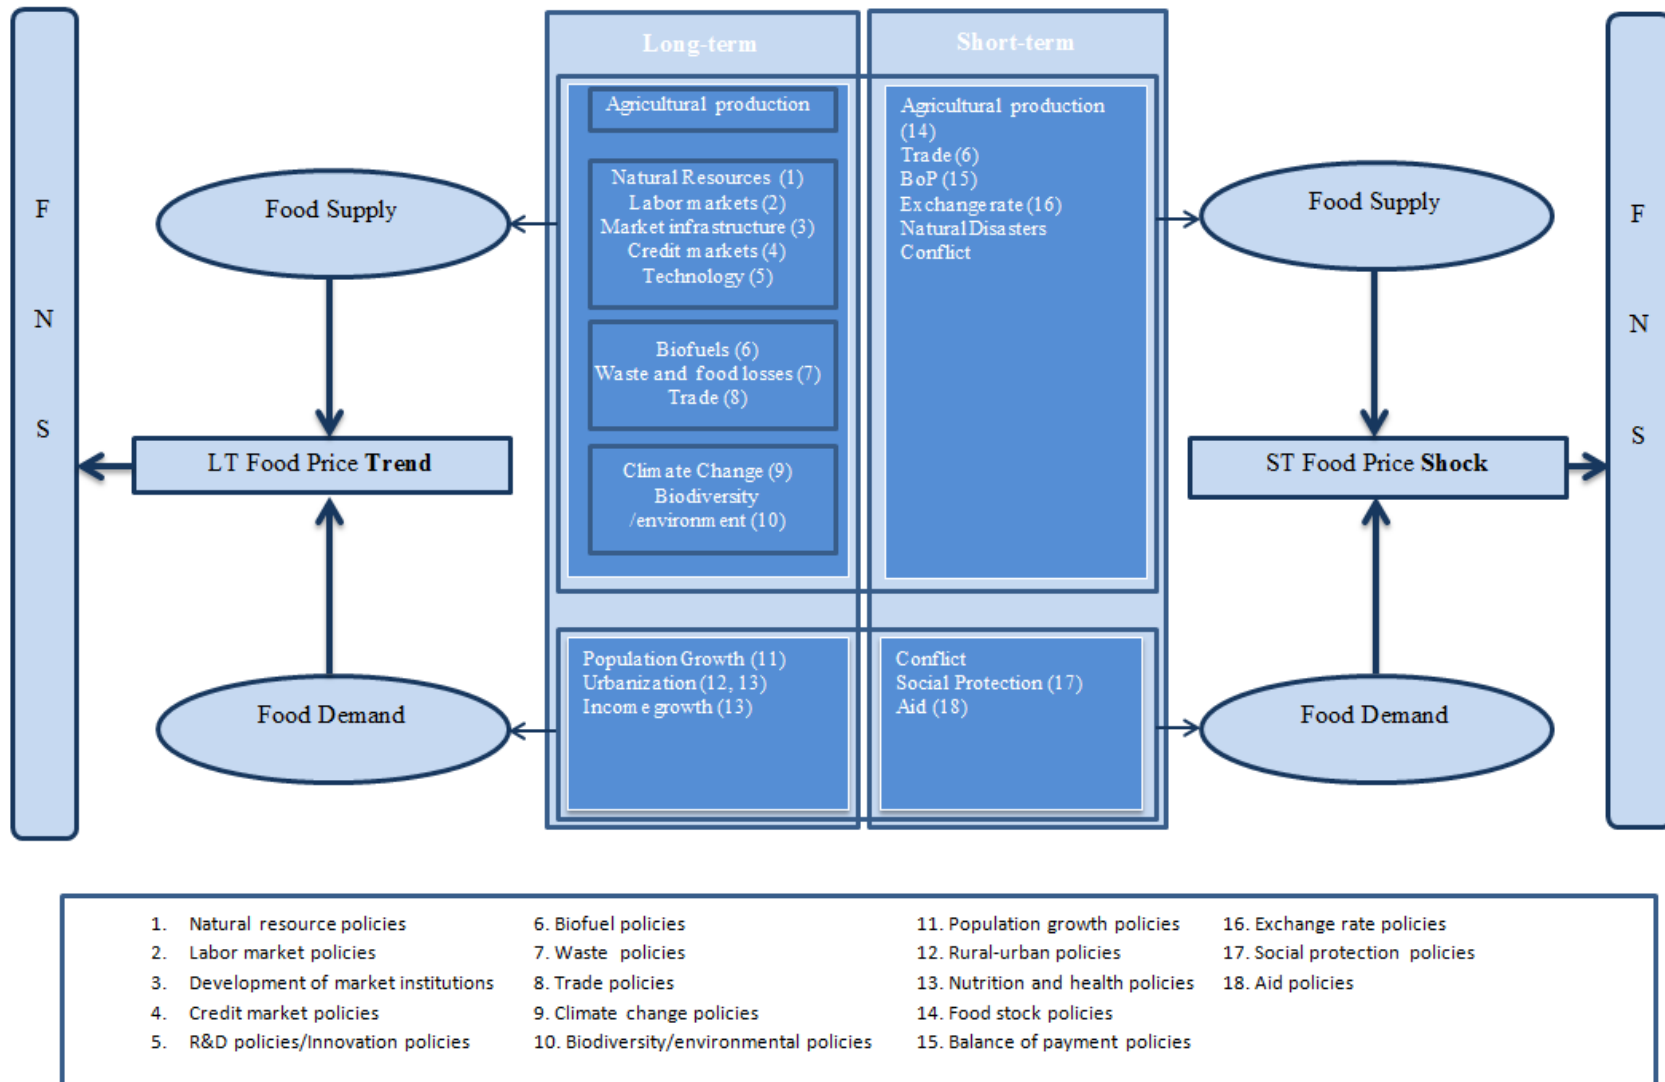 Long-term
Short-term
F
N
S
Food Supply
LT Food Price Trend
Food Demand
Agricultural production
Natural Resources (1)
Labor markets (2)
Market infrastructure (3)
Credit markets (4)
Technology (5)
Biofuels (6)
Waste and food losses (7)
Trade (8)
Climate Change (9)
Biodiversity
/environment (10)
Population Growth (11)
Urbanization (12, 13)
Income growth (13)
Agricultural production
(14)
Trade (6)
BoP (15)
Exchange rate (16)
Natural Disasters
Conflict
Conflict
Social Protection (17)
Aid (18)
Food Supply
ST Food Price Shock
Food Demand
F
N
S
1. Natural resource policies
2. Labor market policies
3. Development of market institutions
4. Credit market policies
5. R&D policies/Innovation policies
6. Biofuel policies
7. Waste policies
8. Trade policies
9. Climate change policies
10. Biodiversity/environmental policies
11. Population growth policies
12. Rural-urban policies
13. Nutrition and health policies
14. Food stock policies
15. Balance of payment policies
16. Exchange rate policies
17. Social protection policies
18. Aid policies